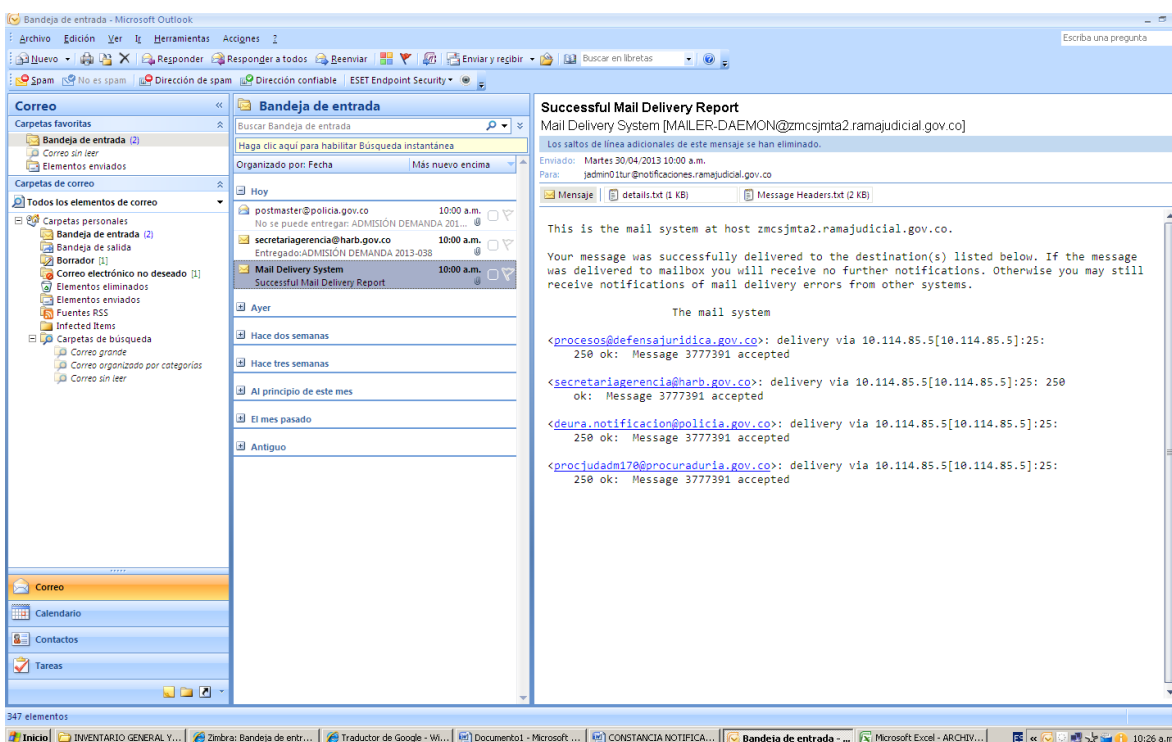 Bandeja de entrada - Microsoft Outlook
Archivo Edición Ver Ir Herramientas Acciones ?
Escriba una pregunta
Nuevo Responder Responder a todos Reenviar Enviar y recibir Buscar en libretas
Spam No es spam Dirección de spam Dirección confiable ESET Endpoint Security
Correo «
Carpetas favoritas
Bandeja de entrada (2)
Correo sin leer
Elementos enviados
Carpetas de correo
Todos los elementos de correo
Carpetas personales
Bandeja de entrada (2)
Bandeja de salida
Borrador [1]
Correo electrónico no deseado [1]
Elementos eliminados
Elementos enviados
Fuentes RSS
Infected Items
Carpetas de búsqueda
Correo grande
Correo organizado por categorías
Correo sin leer
Correo
Calendario
Contactos
Tareas
Bandeja de entrada
Buscar Bandeja de entrada
Haga clic aquí para habilitar Búsqueda instantánea
Organizado por: Fecha Más nuevo encima
Hoy
postmaster@policia.gov.co 10:00 a.m.
No se puede entregar: ADMISIÓN DEMANDA 201...
secretariagerencia@harb.gov.co 10:00 a.m.
Entregado:ADMISIÓN DEMANDA 2013-038
Mail Delivery System 10:00 a.m.
Successful Mail Delivery Report
Ayer
Hace dos semanas
Hace tres semanas
Al principio de este mes
El mes pasado
Antiguo
Successful Mail Delivery Report
Mail Delivery System [MAILER-DAEMON@zmcsjmta2.ramajudicial.gov.co]
Los saltos de línea adicionales de este mensaje se han eliminado.
Enviado: Martes 30/04/2013 10:00 a.m.
Para: jadmin01tur@notificaciones.ramajudicial.gov.co
Mensaje details.txt (1 KB) Message Headers.txt (2 KB)
This is the mail system at host zmcsjmta2.ramajudicial.gov.co.
Your message was successfully delivered to the destination(s) listed below. If the message
was delivered to mailbox you will receive no further notifications. Otherwise you may still
receive notifications of mail delivery errors from other systems.
The mail system
<procesos@defensajuridica.gov.co>: delivery via 10.114.85.5[10.114.85.5]:25:
250 ok: Message 3777391 accepted
<secretariagerencia@harb.gov.co>: delivery via 10.114.85.5[10.114.85.5]:25: 250
ok: Message 3777391 accepted
<deura.notificacion@policia.gov.co>: delivery via 10.114.85.5[10.114.85.5]:25:
250 ok: Message 3777391 accepted
<procjudadm170@procuraduria.gov.co>: delivery via 10.114.85.5[10.114.85.5]:25:
250 ok: Message 3777391 accepted
347 elementos
Inicio INVENTARIO GENERAL Y... Zimbra: Bandeja de entr... Traductor de Google - Wi... Documento1 - Microsoft ... CONSTANCIA NOTIFICA... Bandeja de entrada - ... Microsoft Excel - ARCHIV... ES « 10:26 a.m.